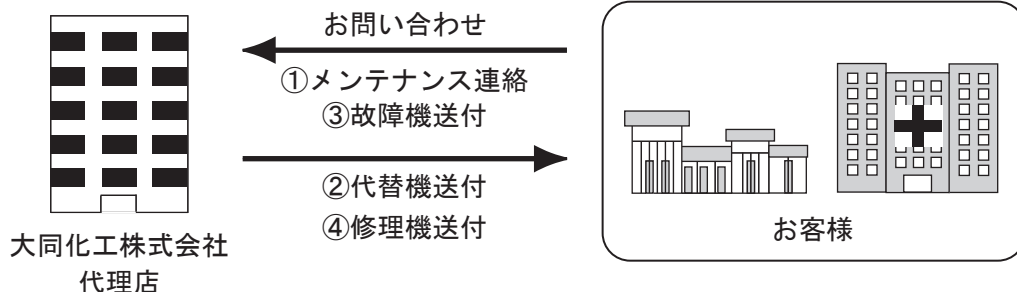 お問い合わせ
①メンテナンス連絡
③故障機送付
②代替機送付
④修理機送付
大同化工株式会社
代理店
お客様